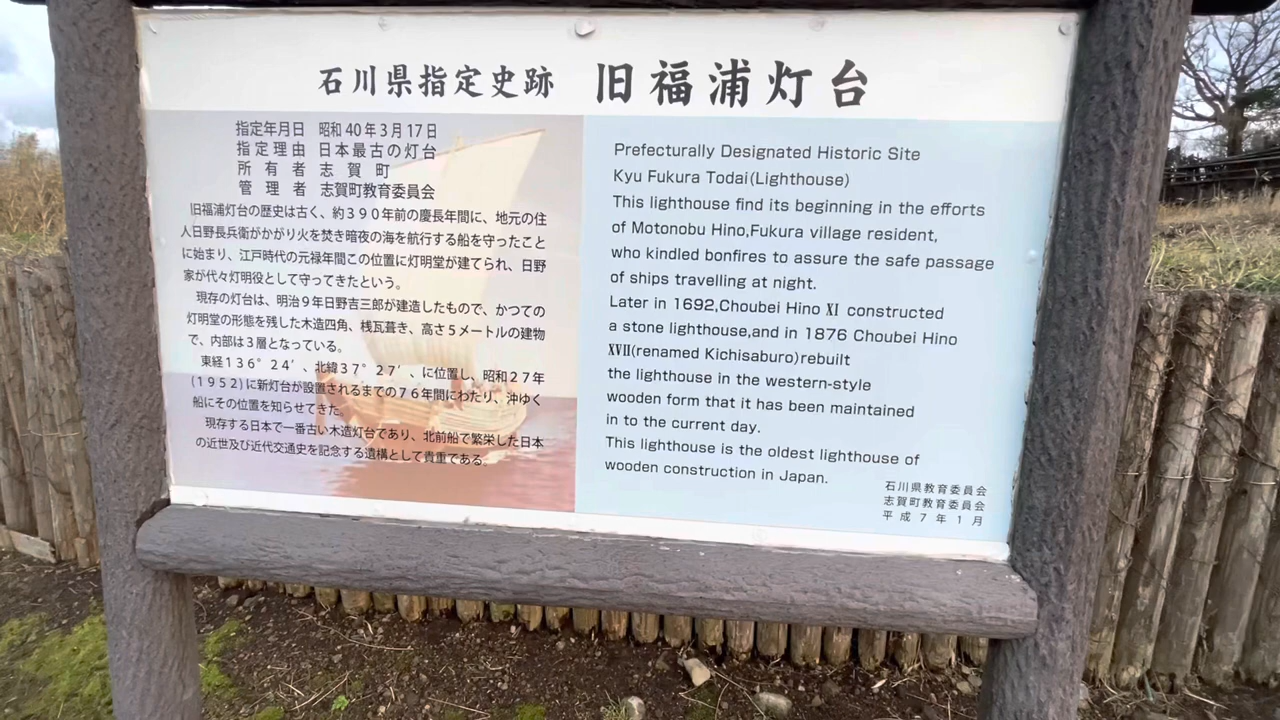 石川県指定史跡 旧福浦灯台
指定年月日 昭和40年3月17日
指定理由 日本最古の灯台
所有者 志賀町
管理者 志賀町教育委員会
旧福浦灯台の歴史は古く、約390年前の慶長年間に、地元の住
人日野長兵衛がかがり火を焚き暗夜の海を航行する船を守ったこと
に始まり、江戸時代の元禄年間この位置に灯明堂が建てられ、日野
家が代々灯明役として守ってきたという。
現存の灯台は、明治9年日野吉三郎が建造したもので、かつての
灯明堂の形態を残した木造四角、桟瓦葺き、高さ5メートルの建物
で、内部は3層となっている。
東経136°24′、北緯37°27′、に位置し、昭和27年
(1952)に新灯台が設置されるまでの76年間にわたり、沖ゆく
船にその位置を知らせてきた。
現存する日本で一番古い木造灯台であり、北前船で繁栄した日本
の近世及び近代交通史を記念する遺構として貴重である。
Prefecturally Designated Historic Site
Kyu Fukura Todai(Lighthouse)
This lighthouse find its beginning in the efforts
of Motonobu Hino,Fukura village resident,
who kindled bonfires to assure the safe passage
of ships travelling at night.
Later in 1692,Choubei Hino XI constructed
a stone lighthouse,and in 1876 Choubei Hino
XVII(renamed Kichisaburo)rebuilt
the lighthouse in the western-style
wooden form that it has been maintained
in to the current day.
This lighthouse is the oldest lighthouse of
wooden construction in Japan.
石川県教育委員会
志賀町教育委員会
平成7年1月